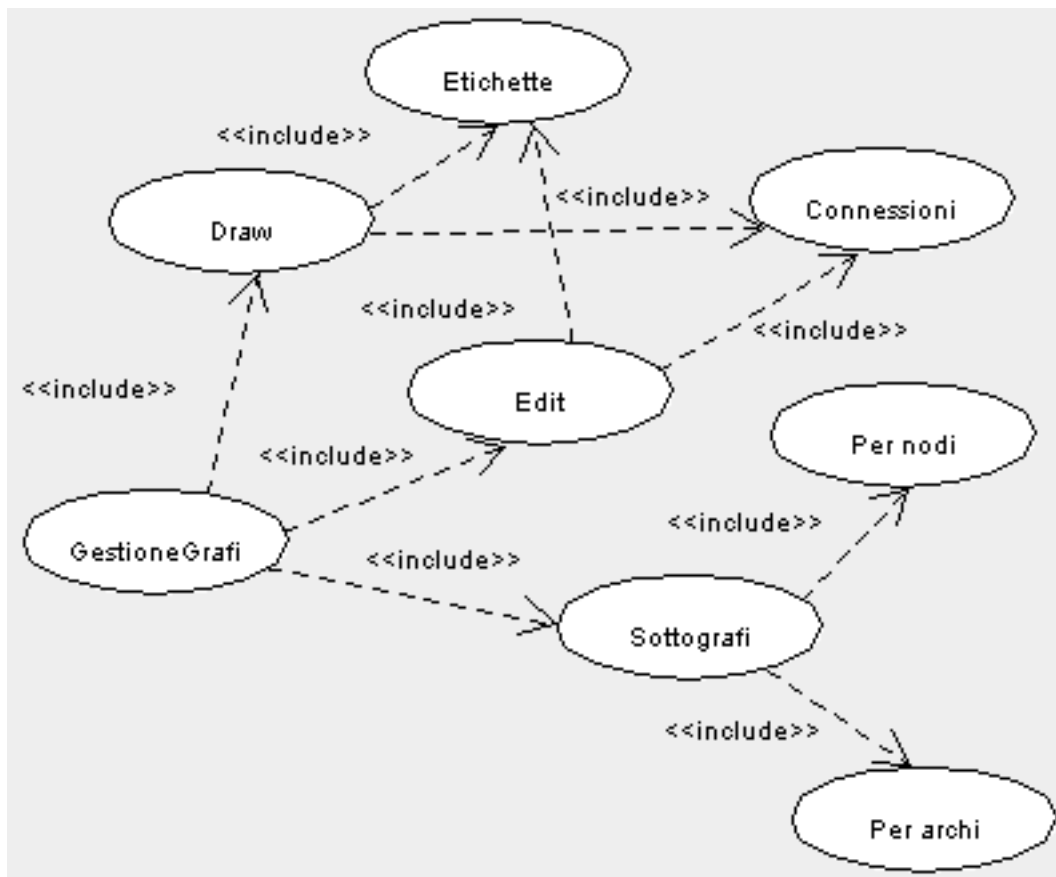 Etichette
<<include>>
<<include>>
Connessioni
Draw
<<include>>
<<include>>
<<include>>
Edit
Per nodi
<<include>>
<<include>>
GestioneGrafi
<<include>>
Sottografi
<<include>>
Per archi